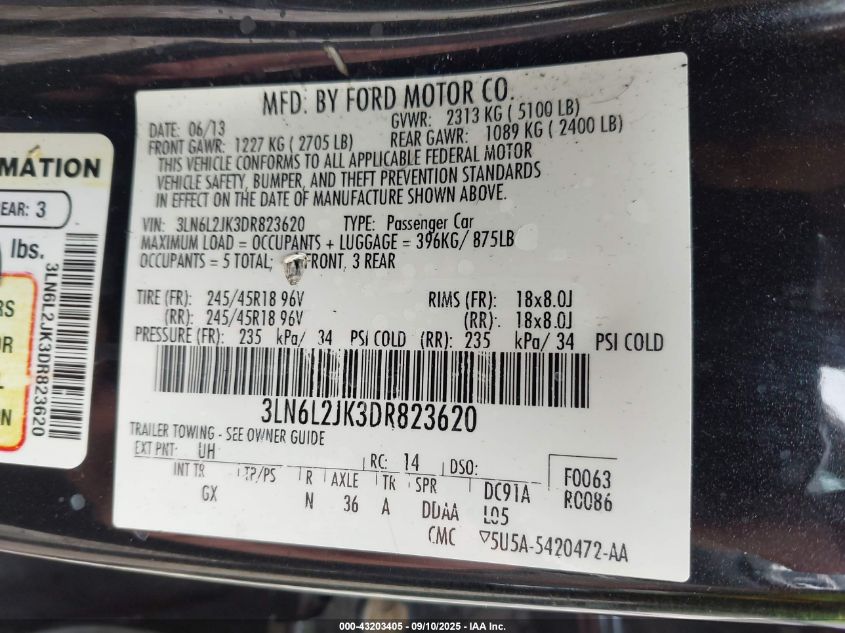 MFD. BY FORD MOTOR CO.
DATE: 06/13 GVWR: 2313 KG (5100 LB)
FRONT GAWR: 1227 KG (2705 LB) REAR GAWR: 1089 KG (2400 LB)
THIS VEHICLE CONFORMS TO ALL APPLICABLE FEDERAL MOTOR
VEHICLE SAFETY, BUMPER, AND THEFT PREVENTION STANDARDS
IN EFFECT ON THE DATE OF MANUFACTURE SHOWN ABOVE.
VIN: 3LN6L2JK3DR823620 TYPE: Passenger Car
MAXIMUM LOAD = OCCUPANTS + LUGGAGE = 396KG/ 875LB
OCCUPANTS = 5 TOTAL; FRONT, 3 REAR
TIRE (FR): 245/45R18 96V RIMS (FR): 18x8.0J
(RR): 245/45R18 96V (RR): 18x8.0J
PRESSURE (FR): 235 kPa/ 34 PSI COLD (RR): 235 kPa/ 34 PSI COLD
3LN6L2JK3DR823620
TRAILER TOWING - SEE OWNER GUIDE
EXT PNT: UH RC: 14 DSO: F0063
INT TR TP/PS R AXLE TR SPR DC91A R0086
GX N 36 A DDAA L05
CMC ▽5U5A-5420472-AA
MATION
EAR: 3
lbs.
RS
OR
L
ON
3LN6L2JK3DR823620
000-43203405 - 09/10/2025 - IAA Inc.